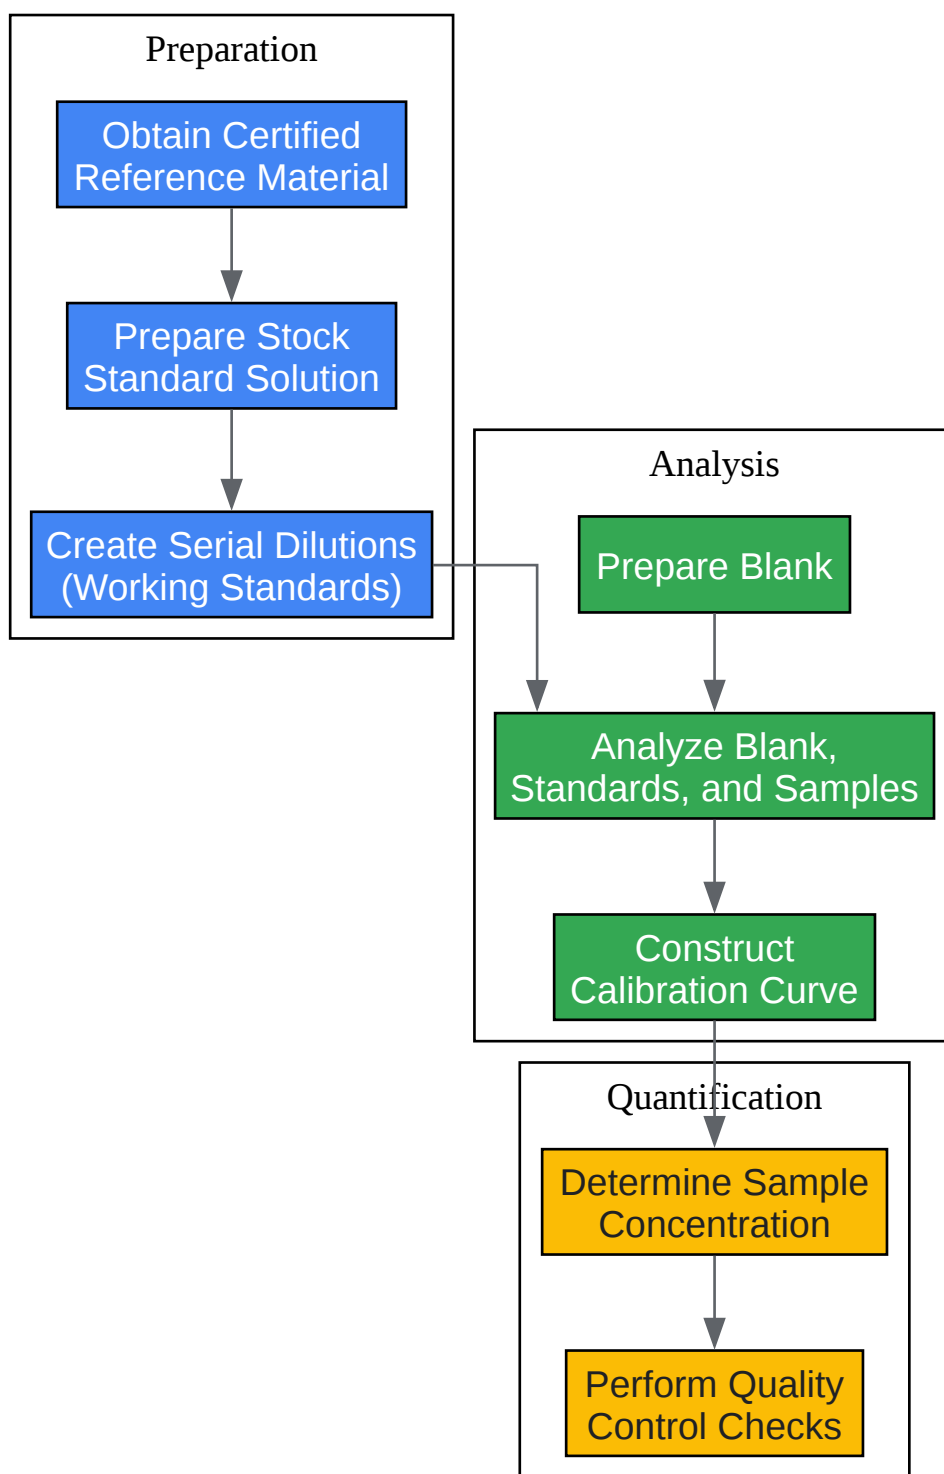 Preparation
Obtain Certified
Reference Material
Prepare Stock
Standard Solution
Create Serial Dilutions
(Working Standards)
Analysis
Prepare Blank
Analyze Blank,
Standards, and Samples
Construct
Calibration Curve
Quantification
Determine Sample
Concentration
Perform Quality
Control Checks